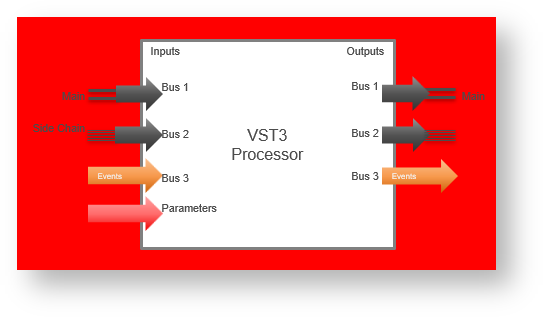 Inputs
Outputs
Main
Bus 1
Bus 1
Main
Side Chain
Bus 2
VST3
Processor
Bus 2
Events
Bus 3
Bus 3
Events
Parameters